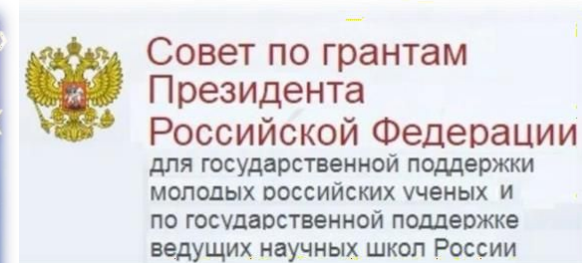 Совет по грантам
Президента
Российской Федерации
для государственной поддержки
молодых российских ученых и
по государственной поддержке
ведущих научных школ России